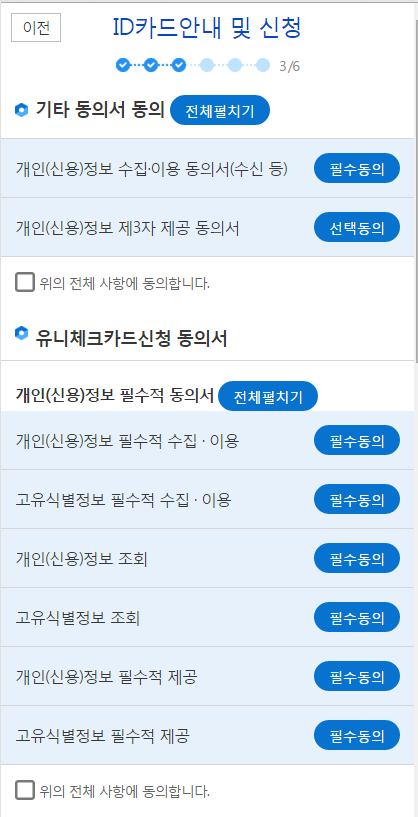 이전
ID카드안내 및 신청
3/6
기타 동의서 동의 전체펼치기
개인(신용)정보 수집·이용 동의서(수신 등) 필수동의
개인(신용)정보 제3자 제공 동의서 선택동의
위의 전체 사항에 동의합니다.
유니체크카드신청 동의서
개인(신용)정보 필수적 동의서 전체펼치기
개인(신용)정보 필수적 수집 · 이용 필수동의
고유식별정보 필수적 수집 · 이용 필수동의
개인(신용)정보 조회 필수동의
고유식별정보 조회 필수동의
개인(신용)정보 필수적 제공 필수동의
고유식별정보 필수적 제공 필수동의
위의 전체 사항에 동의합니다.